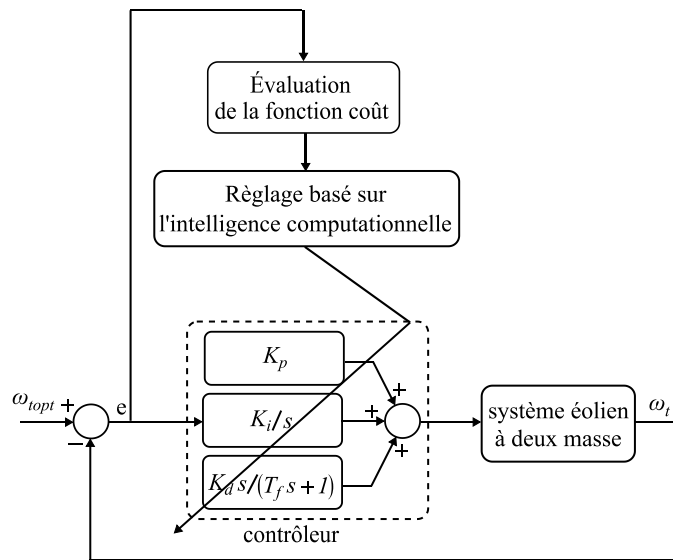 Évaluation
de la fonction coût
Règlage basé sur
l'intelligence computationnelle
K_p
ω_topt
+
−
e
K_i/s
+
+
+
système éolien
à deux masse
ω_t
K_d s/(T_f s+1)
contrôleur